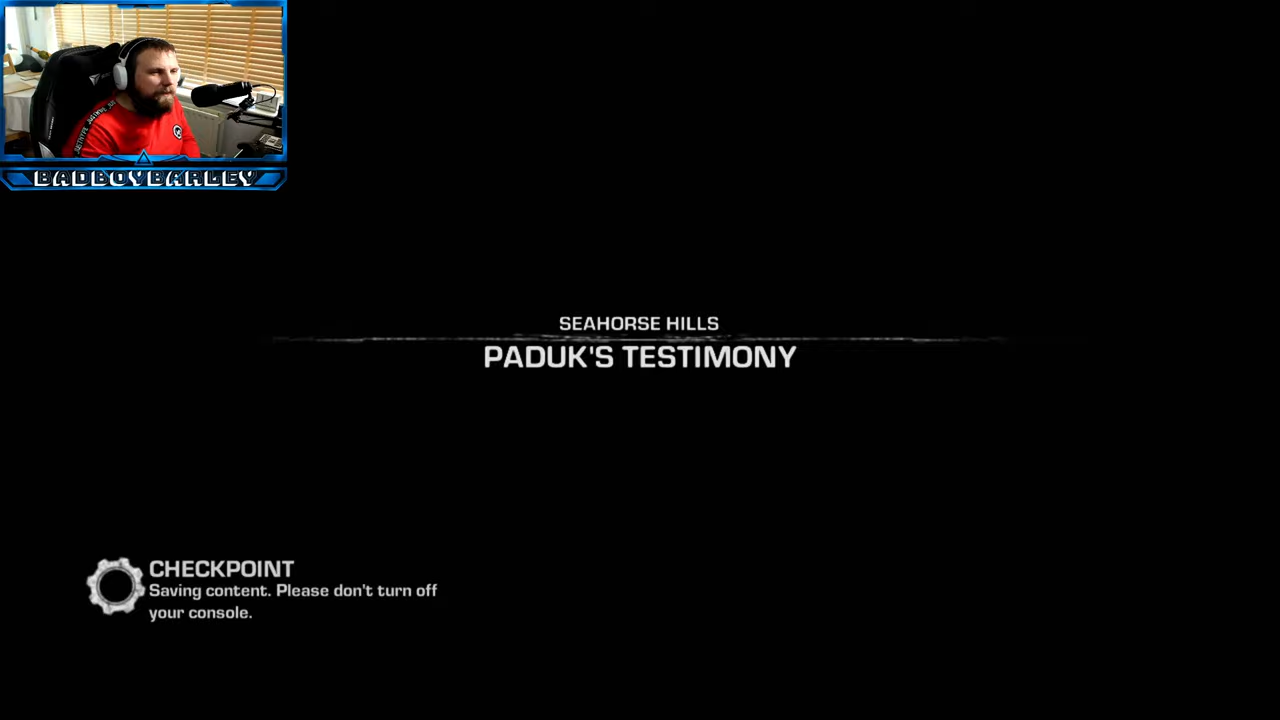 BADBOYBARLEY
SEAHORSE HILLS
PADUK'S TESTIMONY
CHECKPOINT
Saving content. Please don't turn off
your console.